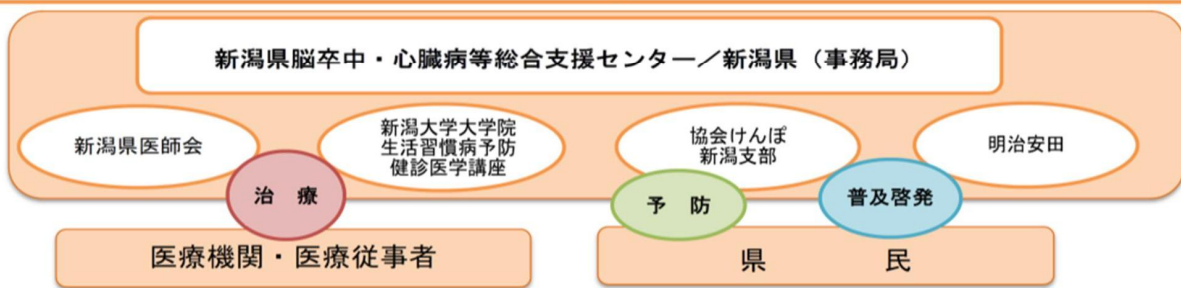 新潟県脳卒中・心臓病等総合支援センター／新潟県（事務局）
新潟県医師会
新潟大学大学院
生活習慣病予防
健診医学講座
協会けんぽ
新潟支部
明治安田
治　療
予　防
普及啓発
医療機関・医療従事者
県　民